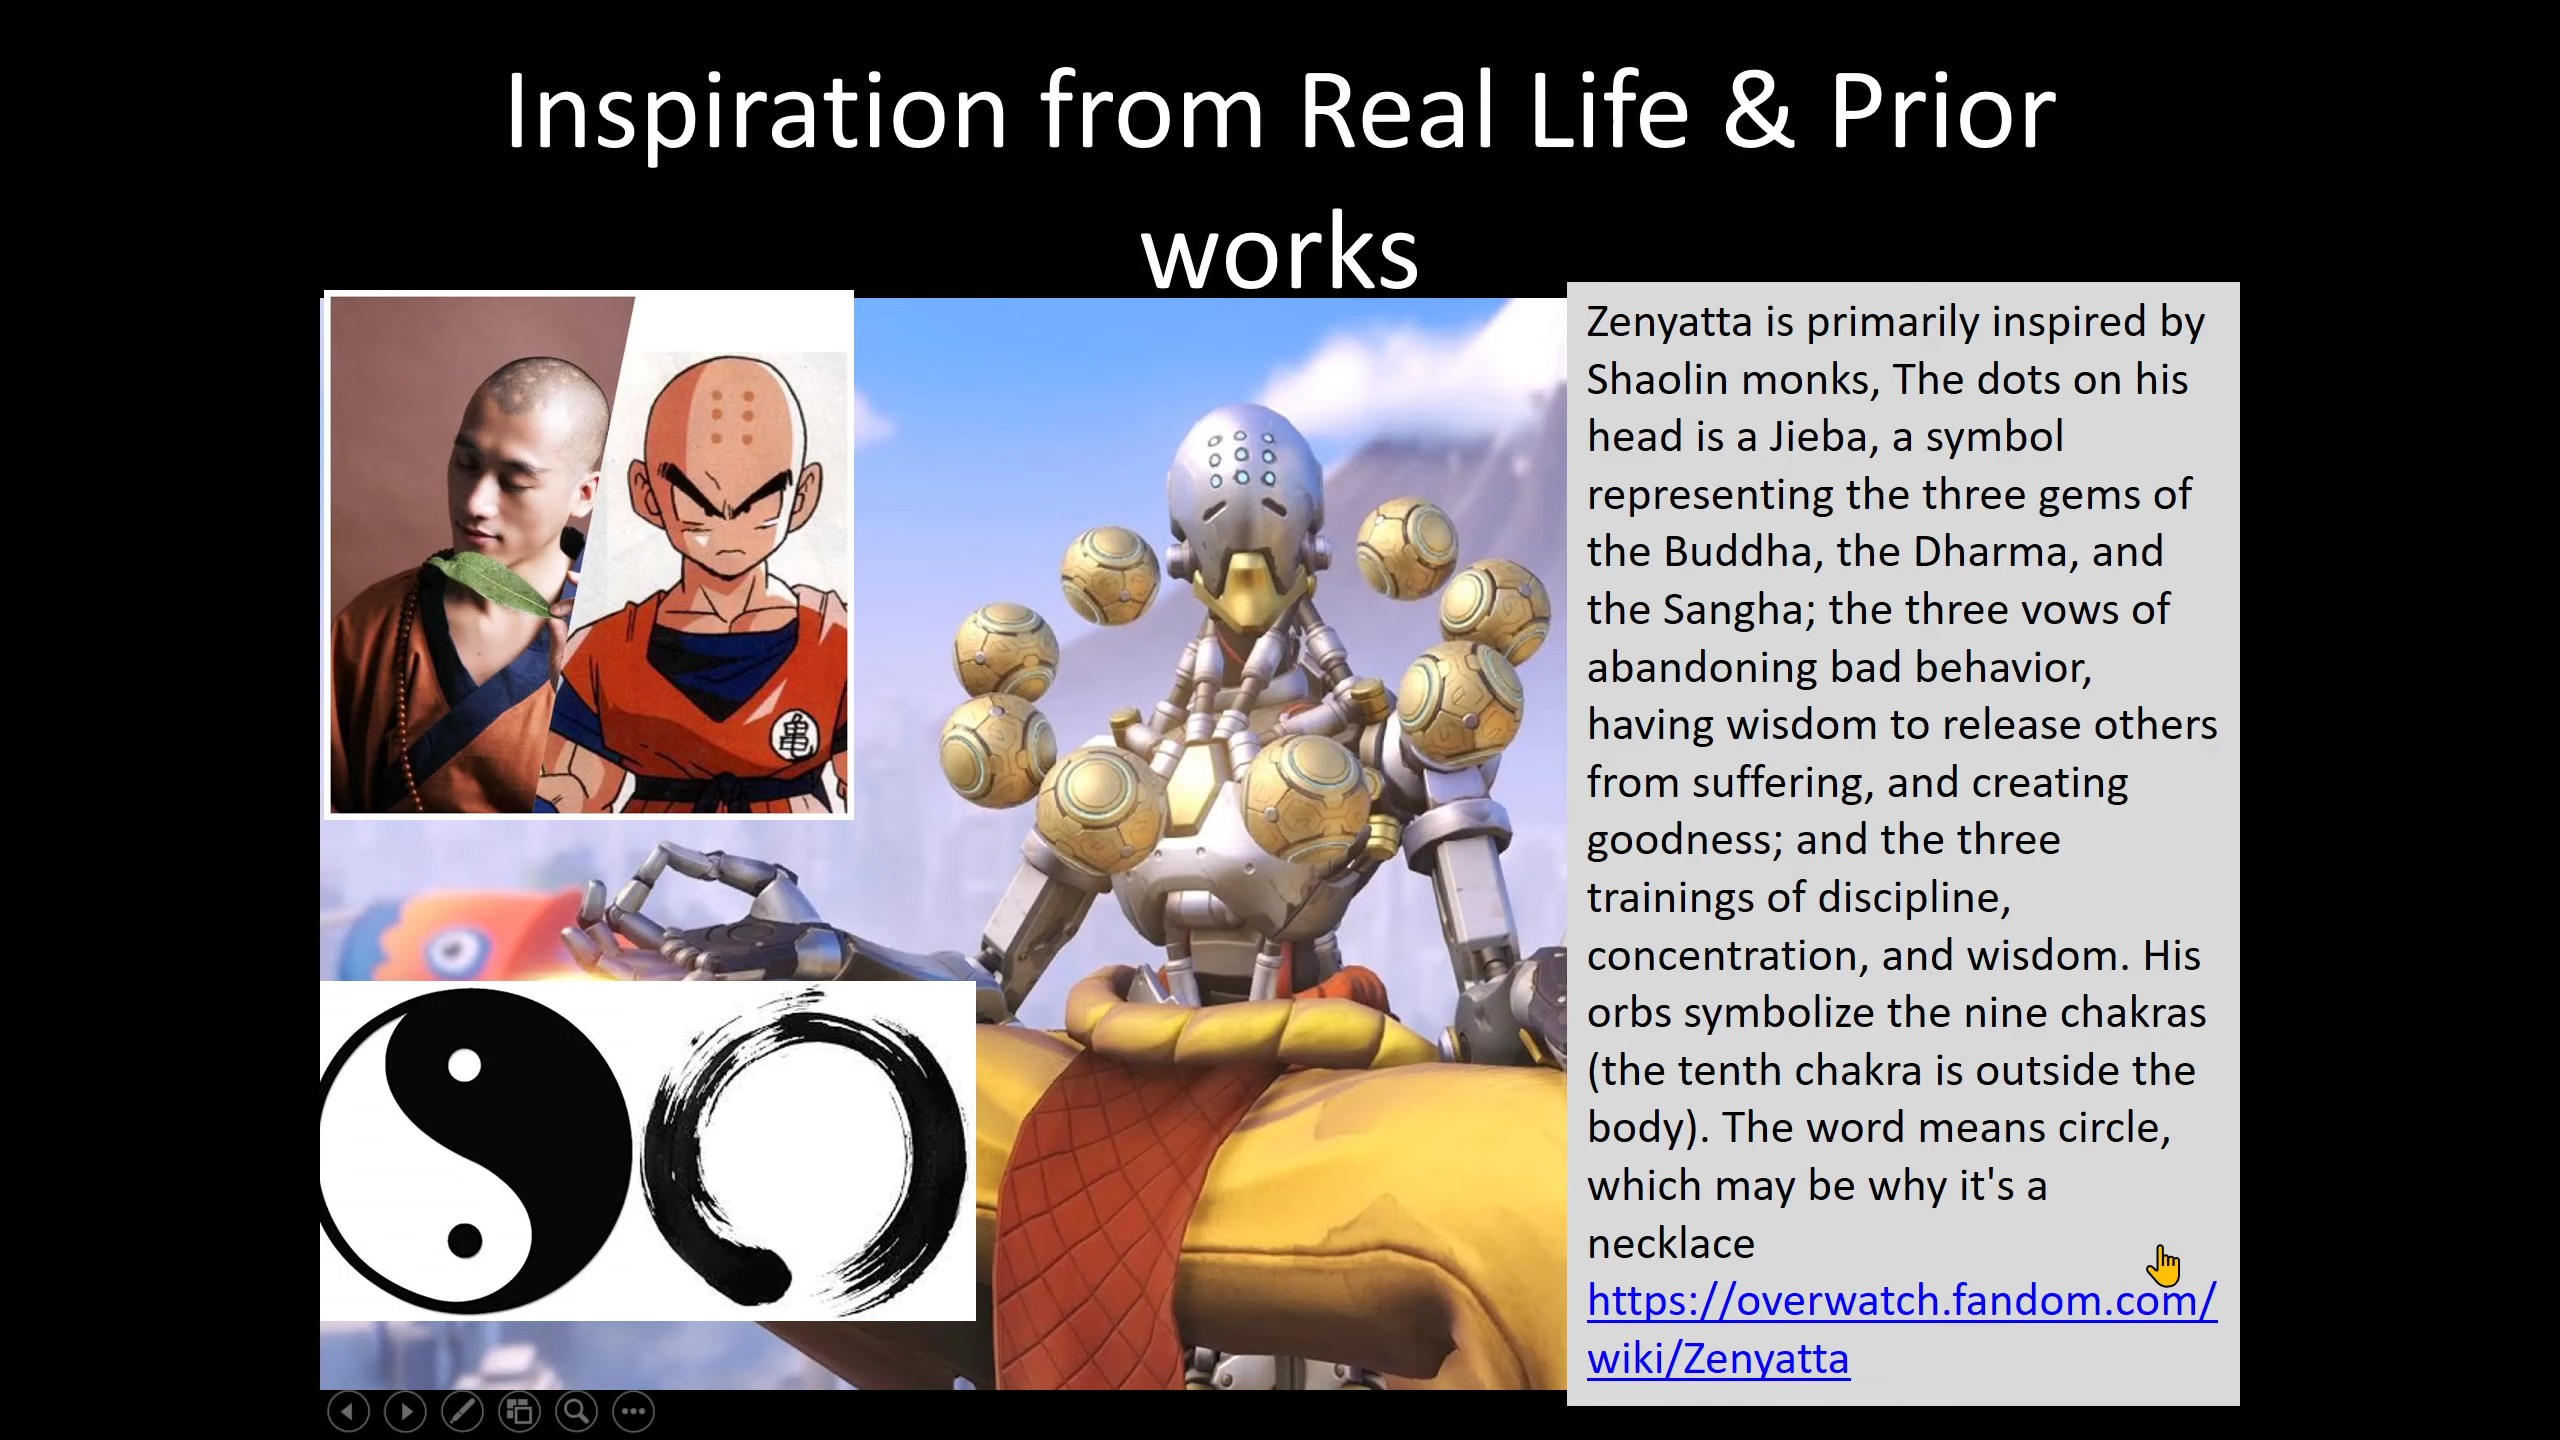 Inspiration from Real Life & Prior
works
亀
Zenyatta is primarily inspired by
Shaolin monks, The dots on his
head is a Jieba, a symbol
representing the three gems of
the Buddha, the Dharma, and
the Sangha; the three vows of
abandoning bad behavior,
having wisdom to release others
from suffering, and creating
goodness; and the three
trainings of discipline,
concentration, and wisdom. His
orbs symbolize the nine chakras
(the tenth chakra is outside the
body). The word means circle,
which may be why it's a
necklace
https://overwatch.fandom.com/
wiki/Zenyatta